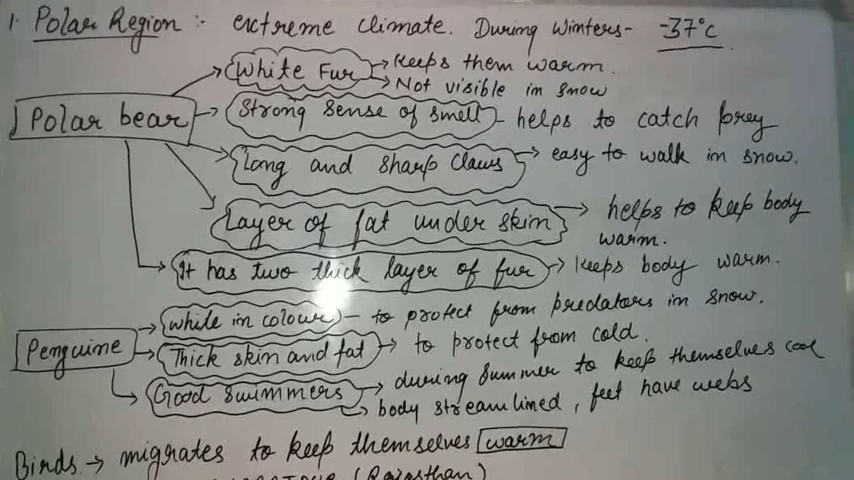 1. Polar Region :- extreme climate. During winters- -37°C
White Fur → Keeps them warm.
→ Not visible in snow
Polar bear → Strong sense of smell - helps to catch prey
Long and sharp claws → easy to walk in snow.
Layer of fat under skin → helps to keep body
warm.
It has two thick layer of fur → Keeps body warm.
Penguine → while in colour - to protect from predators in snow.
→ Thick skin and fat → to protect from cold.
→ Good swimmers → during summer to keep themselves cool
→ body streamlined, feet have webs
Birds → migrates to keep themselves warm
(Rajasthan)